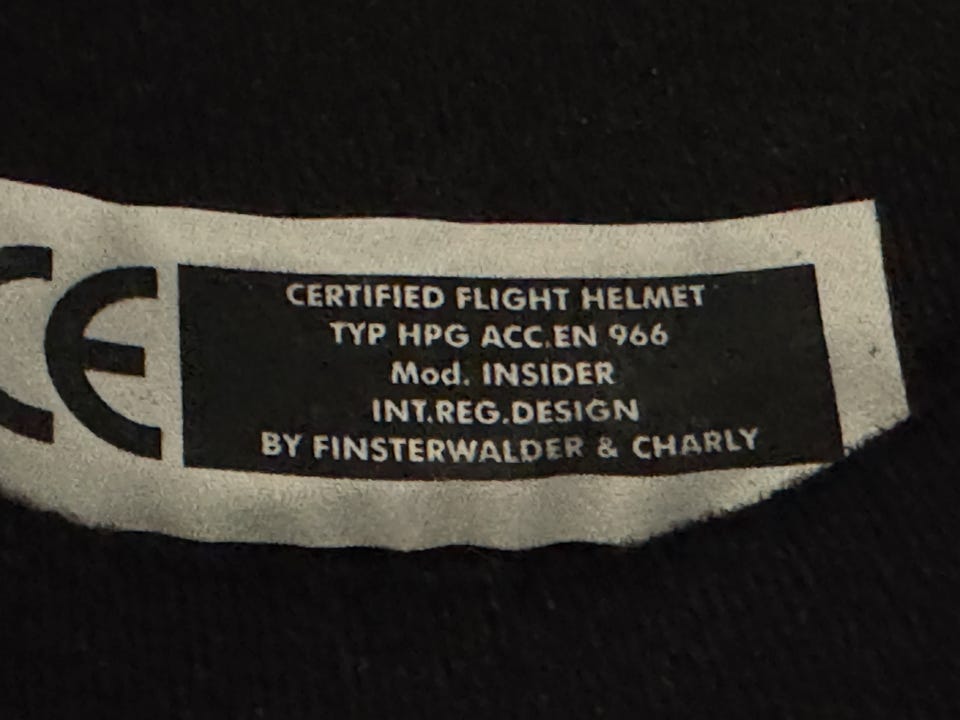 CE
CERTIFIED FLIGHT HELMET
TYP HPG ACC.EN 966
Mod. INSIDER
INT.REG.DESIGN
BY FINSTERWALDER & CHARLY